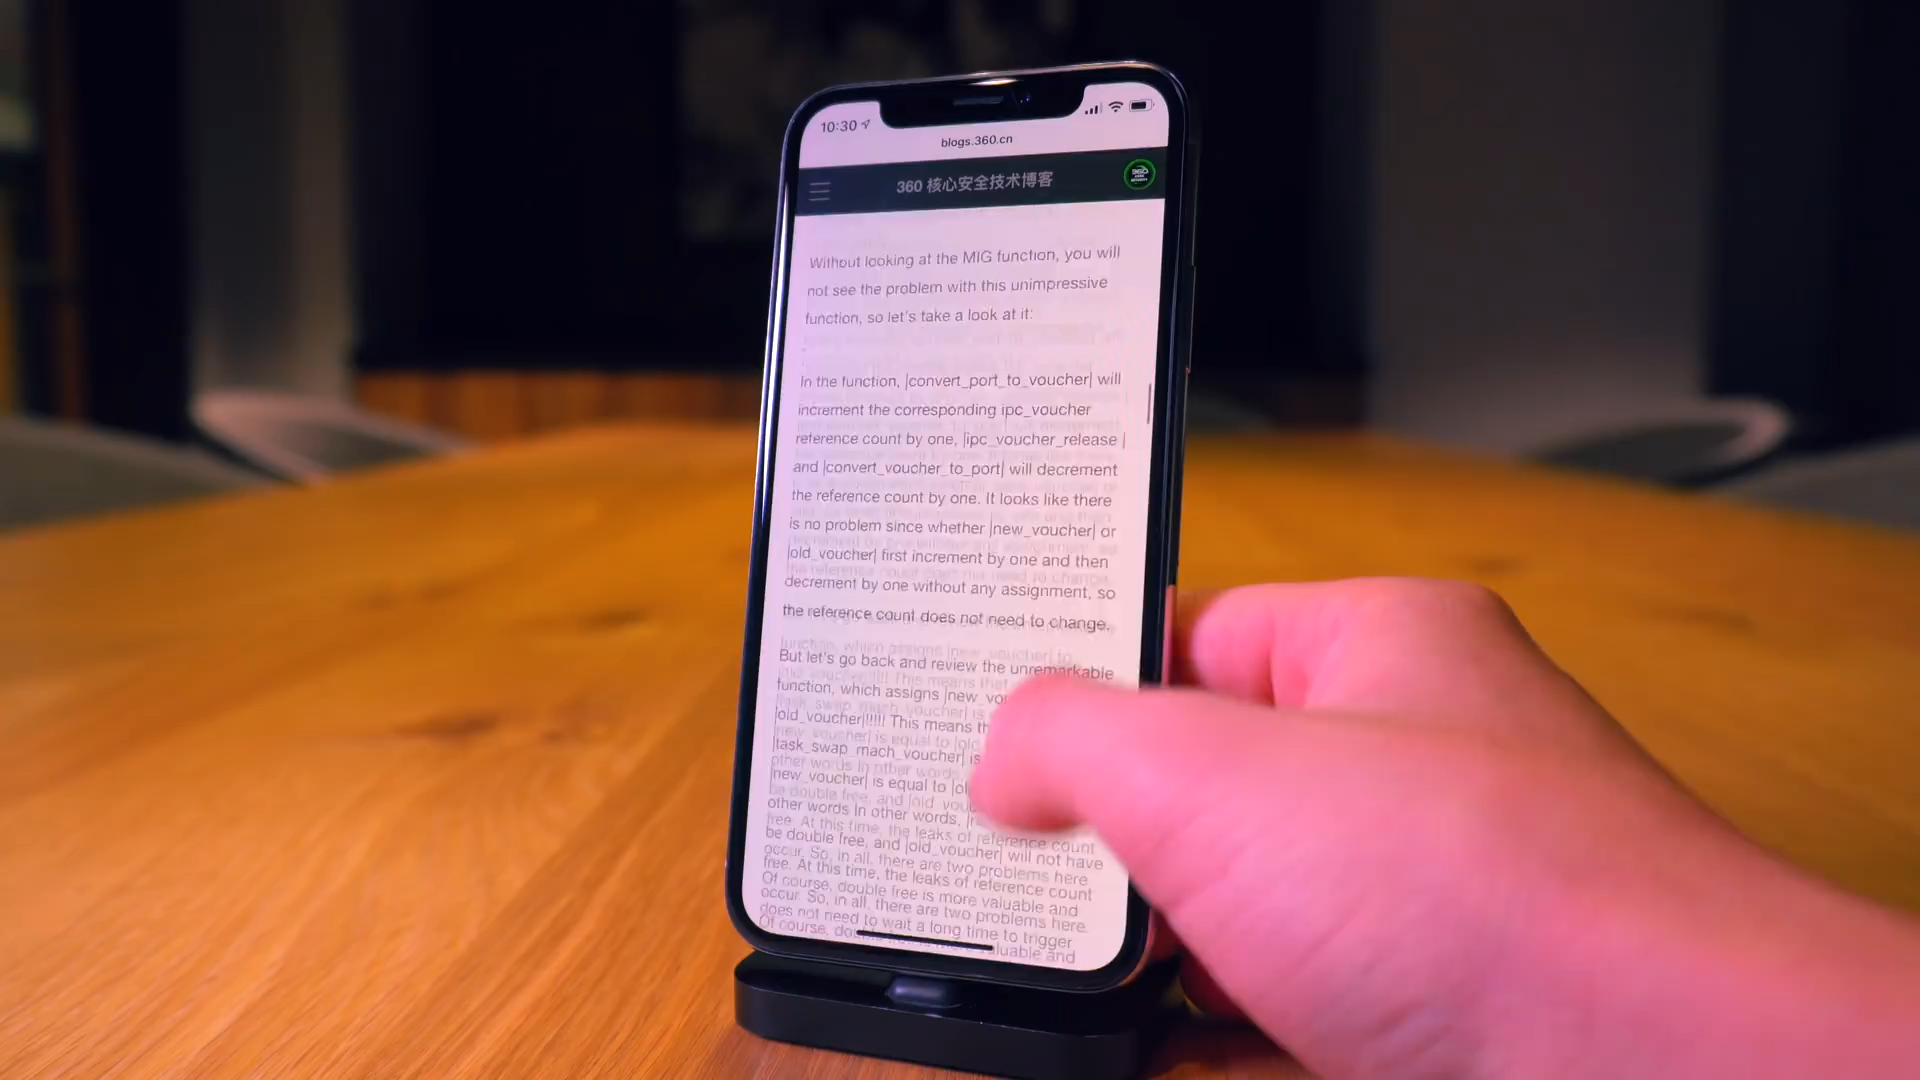 10:30
blogs.360.cn
360 核心安全技术博客
360
Without looking at the MIG function, you will
not see the problem with this unimpressive
function, so let's take a look at it:
In the function, |convert_port_to_voucher| will
increment the corresponding ipc_voucher
reference count by one, |ipc_voucher_release |
and |convert_voucher_to_port| will decrement
the reference count by one. It looks like there
is no problem since whether |new_voucher| or
|old_voucher| first increment by one and then
decrement by one without any assignment, so
the reference count does not need to change.
But let's go back and review the unremarkable
function, which assigns |new_vou
|old_voucher|!!!!! This means th
|task_swap_mach_voucher| is
|new_voucher| is equal to |ol
other words In other words,
be double free, and |old_voucher| will not have
free. At this time, the leaks of reference count
occur. So, in all, there are two problems here.
Of course, double free is more valuable and
does not need to wait a long time to trigger